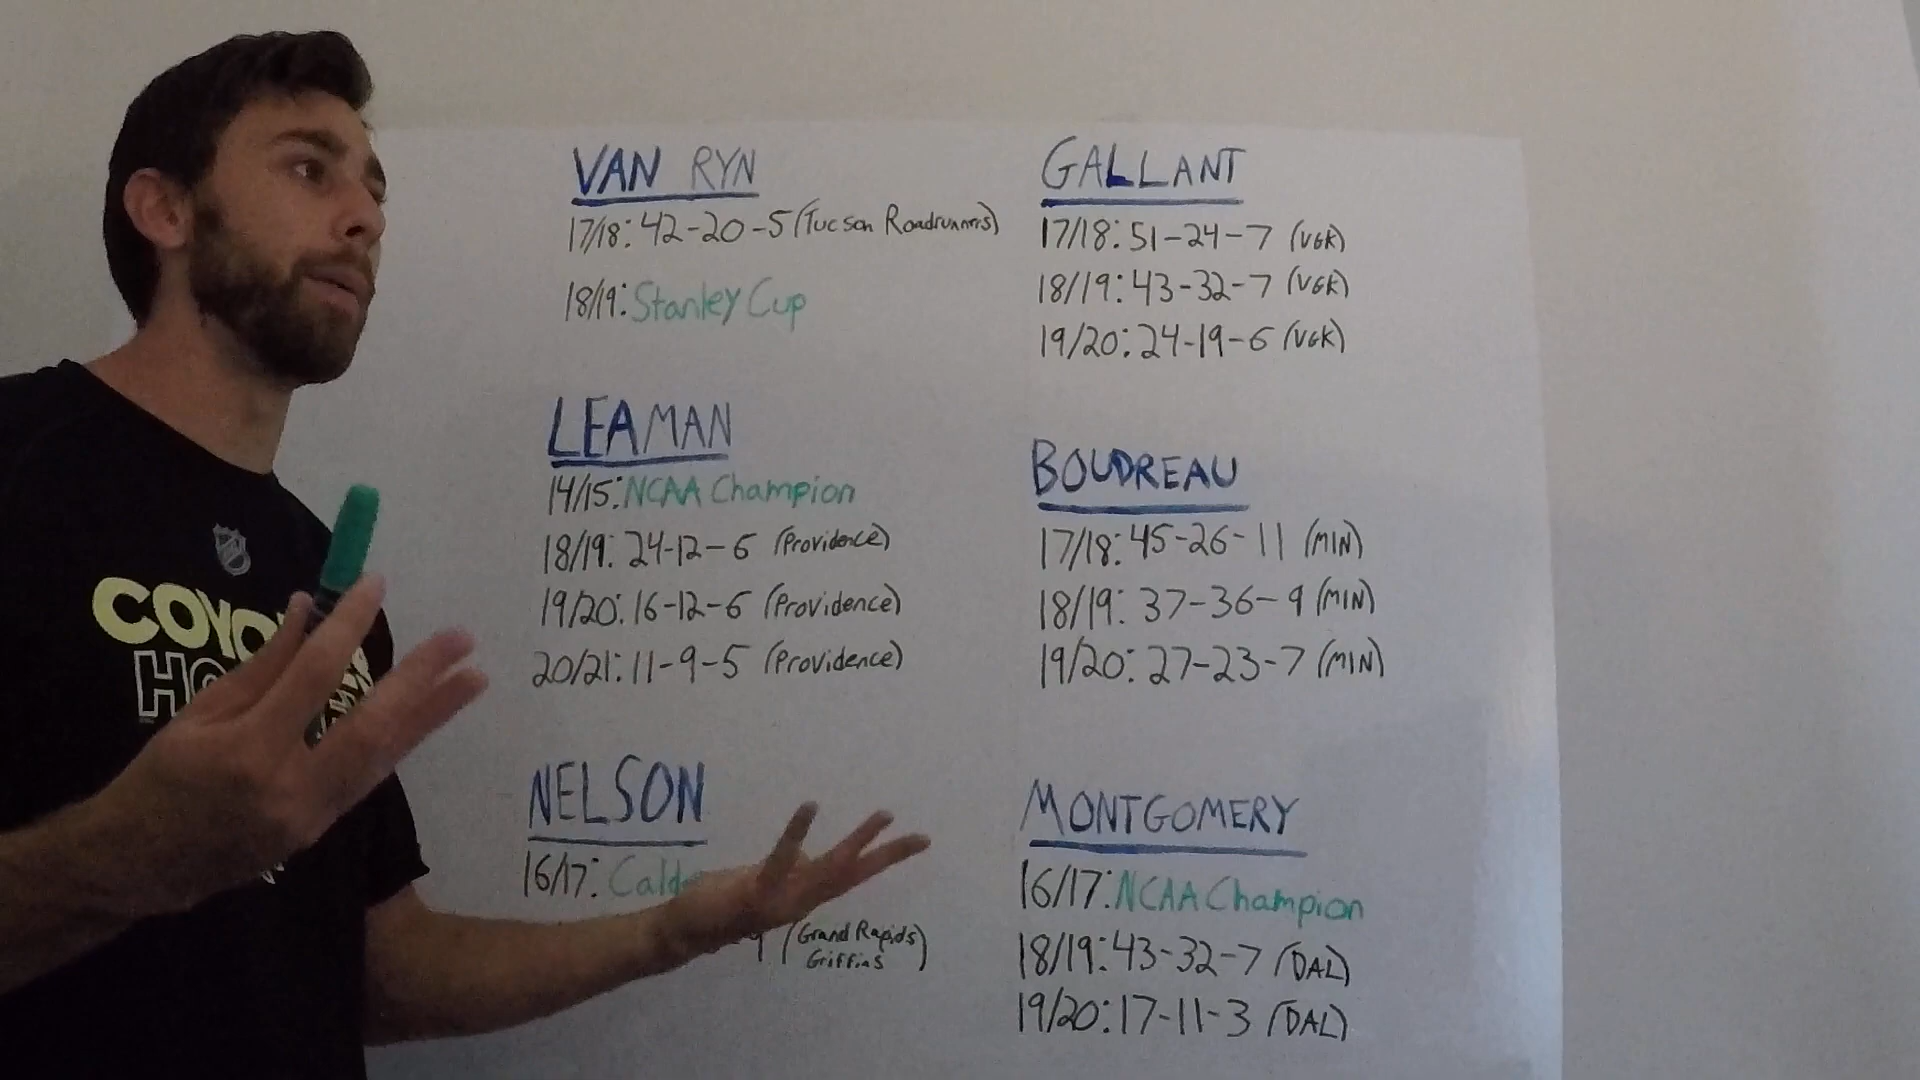 VAN RYN
17/18: 42-20-5 (Tucson Roadrunners)
18/19: Stanley Cup
LEAMAN
14/15: NCAA Champion
18/19: 24-12-6 (Providence)
19/20: 16-12-6 (Providence)
20/21: 11-9-5 (Providence)
NELSON
16/17:
(Grand Rapids
Griffins)
GALLANT
17/18: 51-24-7 (VGK)
18/19: 43-32-7 (VGK)
19/20: 24-19-6 (VGK)
BOUDREAU
17/18: 45-26-11 (MIN)
18/19: 37-36-9 (MIN)
19/20: 27-23-7 (MIN)
MONTGOMERY
16/17: NCAA Champion
18/19: 43-32-7 (DAL)
19/20: 17-11-3 (DAL)